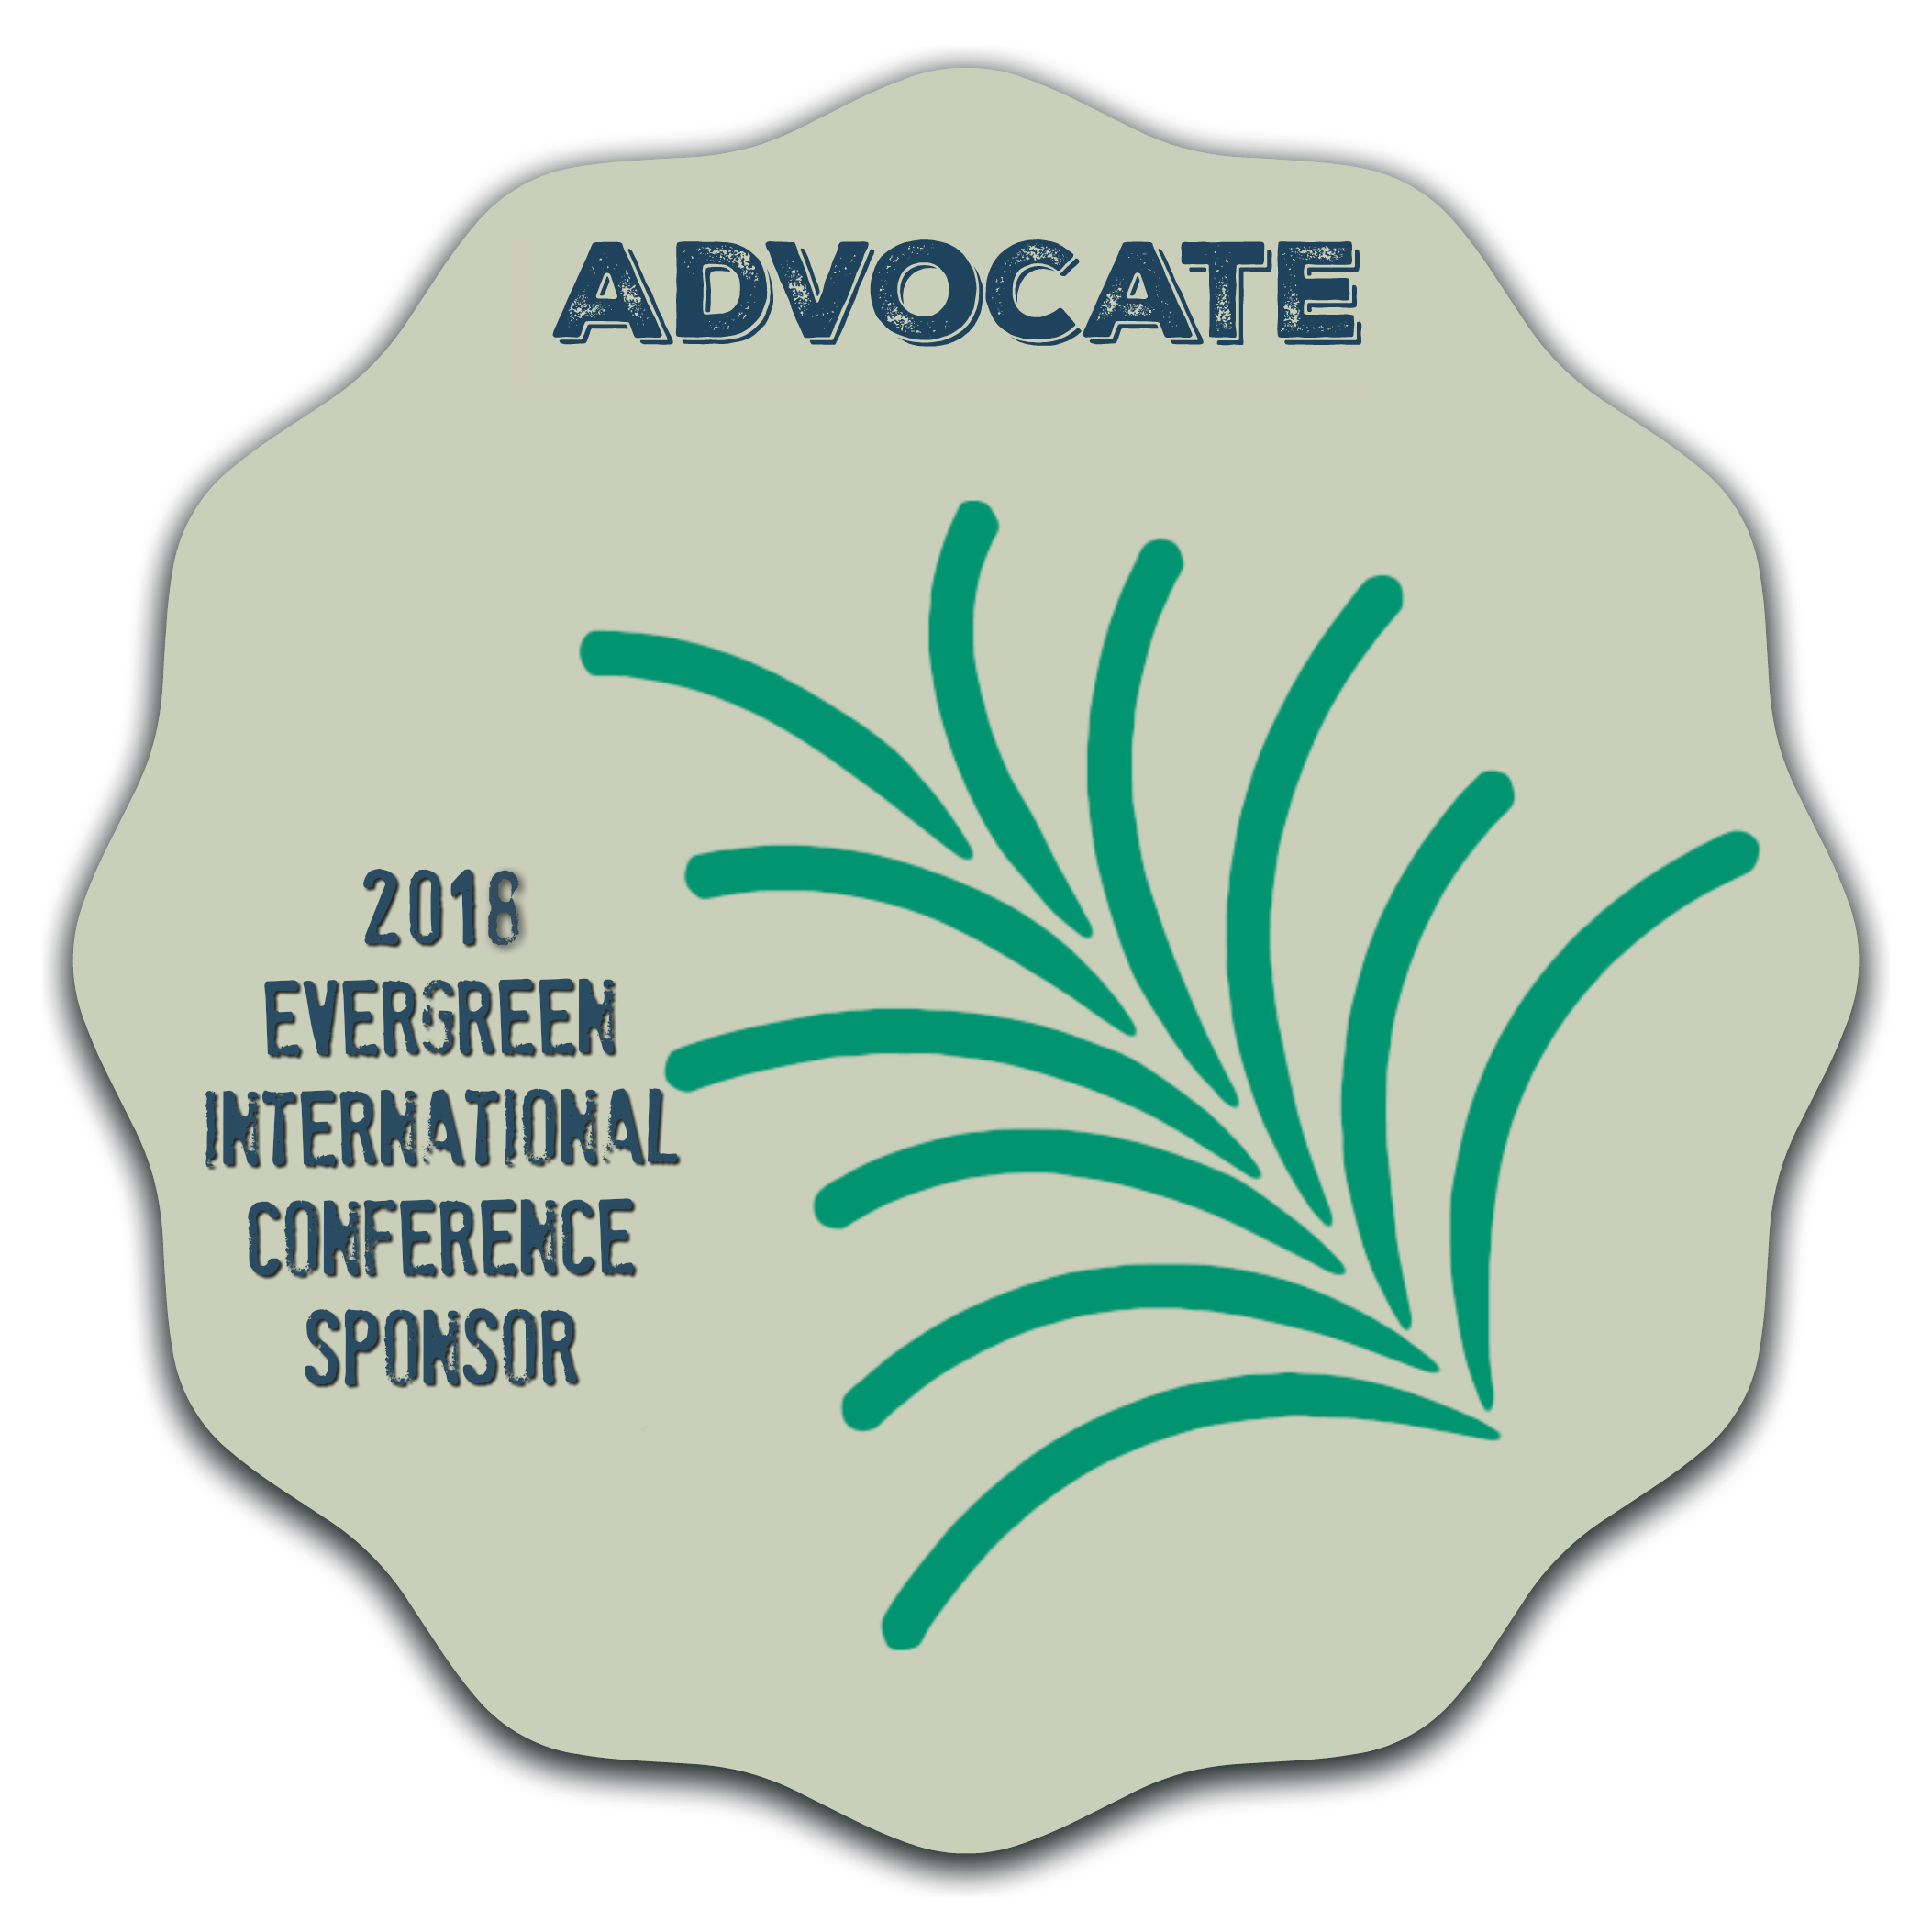 ADVOCATE
2018
EVERGREEN
INTERNATIONAL
CONFERENCE
SPONSOR